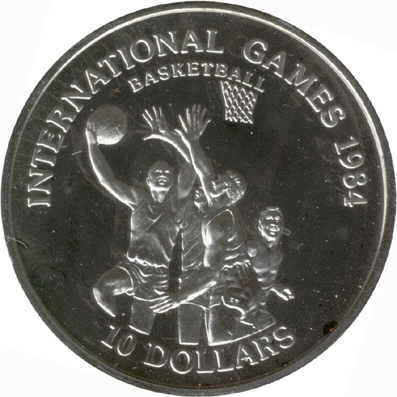 INTERNATIONAL GAMES 1984
BASKETBALL
10 DOLLARS